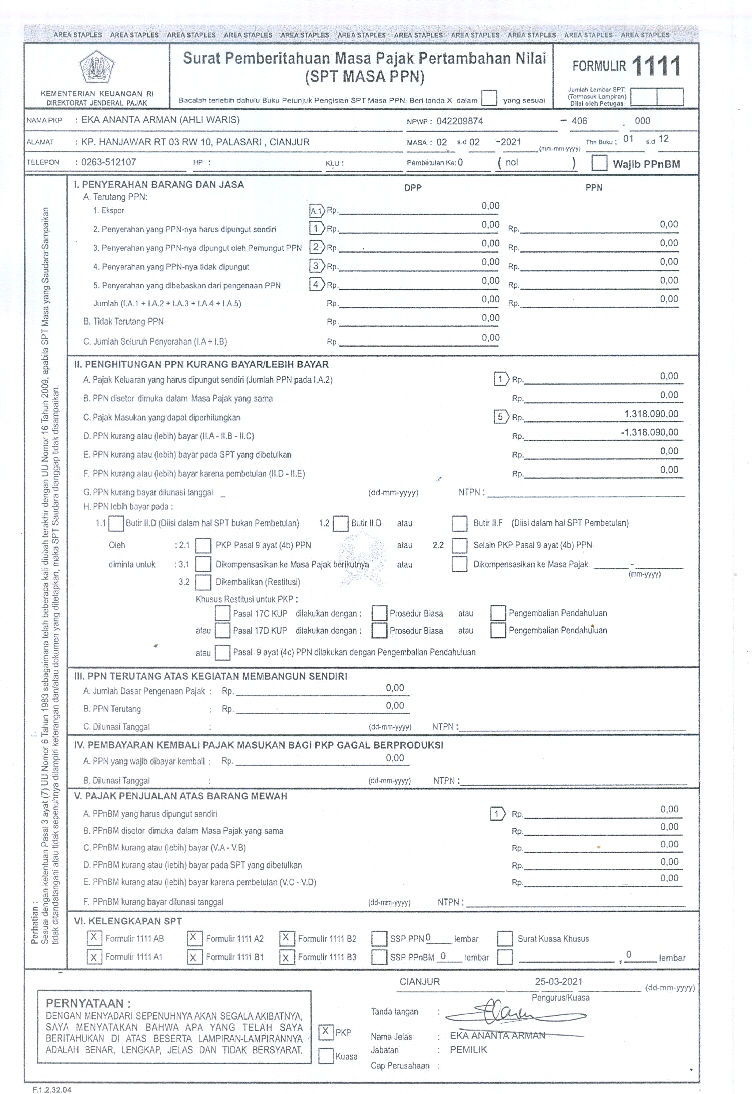 AREA STAPLES AREA STAPLES AREA STAPLES AREA STAPLES AREA STAPLES AREA STAPLES AREA STAPLES AREA STAPLES AREA STAPLES AREA STAPLES AREA STAPLES
KEMENTERIAN KEUANGAN RI
DIREKTORAT JENDERAL PAJAK
Surat Pemberitahuan Masa Pajak Pertambahan Nilai
(SPT MASA PPN)
Bacalah terlebih dahulu Buku Petunjuk Pengisian SPT Masa PPN. Beri tanda X dalam yang sesuai
FORMULIR 1111
Jumlah Lembar SPT:
(Termasuk Lampiran)
Diisi oleh Petugas
NAMA PKP : EKA ANANTA ARMAN (AHLI WARIS) NPWP : 042209874 - 406 . 000
ALAMAT : KP. HANJAWAR RT 03 RW 10, PALASARI , CIANJUR MASA : 02 s.d 02 -2021 (mm-mm-yyyy) Thn Buku : 01 s.d 12
TELEPON : 0263-512107 HP : KLU : Pembetulan Ke: 0 ( nol ) Wajib PPnBM
I. PENYERAHAN BARANG DAN JASA DPP PPN
A. Terutang PPN:
1. Ekspor A.1 Rp. 0,00
2. Penyerahan yang PPN-nya harus dipungut sendiri 1 Rp. 0,00 Rp. 0,00
3. Penyerahan yang PPN-nya dipungut oleh Pemungut PPN 2 Rp. 0,00 Rp. 0,00
4. Penyerahan yang PPN-nya tidak dipungut 3 Rp. 0,00 Rp. 0,00
5. Penyerahan yang dibebaskan dari pengenaan PPN 4 Rp. 0,00 Rp. 0,00
Jumlah (I.A.1 + I.A.2 + I.A.3 + I.A.4 + I.A.5) Rp. 0,00 Rp. 0,00
B. Tidak Terutang PPN Rp. 0,00
C. Jumlah Seluruh Penyerahan (I.A + I.B) Rp. 0,00
II. PENGHITUNGAN PPN KURANG BAYAR/LEBIH BAYAR
A. Pajak Keluaran yang harus dipungut sendiri (Jumlah PPN pada I.A.2) 1 Rp. 0,00
B. PPN disetor dimuka dalam Masa Pajak yang sama Rp. 0,00
C. Pajak Masukan yang dapat diperhitungkan 5 Rp. 1.318.090,00
D. PPN kurang atau (lebih) bayar (II.A - II.B - II.C) Rp. -1.318.090,00
E. PPN kurang atau (lebih) bayar pada SPT yang dibetulkan Rp. 0,00
F. PPN kurang atau (lebih) bayar karena pembetulan (II.D - II.E) Rp. 0,00
G. PPN kurang bayar dilunasi tanggal _ (dd-mm-yyyy) NTPN :
H. PPN lebih bayar pada :
1.1 Butir II.D (Diisi dalam hal SPT bukan Pembetulan) 1.2 Butir II.D atau Butir II.F (Diisi dalam hal SPT Pembetulan)
Oleh : 2.1 PKP Pasal 9 ayat (4b) PPN atau 2.2 Selain PKP Pasal 9 ayat (4b) PPN
diminta untuk : 3.1 Dikompensasikan ke Masa Pajak berikutnya atau Dikompensasikan ke Masa Pajak -
(mm-yyyy)
3.2 Dikembalikan (Restitusi)
Khusus Restitusi untuk PKP :
Pasal 17C KUP dilakukan dengan : Prosedur Biasa atau Pengembalian Pendahuluan
atau Pasal 17D KUP dilakukan dengan : Prosedur Biasa atau Pengembalian Pendahuluan
atau Pasal 9 ayat (4c) PPN dilakukan dengan Pengembalian Pendahuluan
III. PPN TERUTANG ATAS KEGIATAN MEMBANGUN SENDIRI
A. Jumlah Dasar Pengenaan Pajak : Rp. 0,00
B. PPN Terutang : Rp. 0,00
C. Dilunasi Tanggal : (dd-mm-yyyy) NTPN :
IV. PEMBAYARAN KEMBALI PAJAK MASUKAN BAGI PKP GAGAL BERPRODUKSI
A. PPN yang wajib dibayar kembali : Rp. 0,00
B. Dilunasi Tanggal : (dd-mm-yyyy) NTPN :
V. PAJAK PENJUALAN ATAS BARANG MEWAH
A. PPnBM yang harus dipungut sendiri 1 Rp. 0,00
B. PPnBM disetor dimuka dalam Masa Pajak yang sama Rp. 0,00
C. PPnBM kurang atau (lebih) bayar (V.A - V.B) Rp. 0,00
D. PPnBM kurang atau (lebih) bayar pada SPT yang dibetulkan Rp. 0,00
E. PPnBM kurang atau (lebih) bayar karena pembetulan (V.C - V.D) Rp. 0,00
F. PPnBM kurang bayar dilunasi tanggal (dd-mm-yyyy) NTPN :
VI. KELENGKAPAN SPT
X Formulir 1111 AB X Formulir 1111 A2 X Formulir 1111 B2 SSP PPN 0 lembar Surat Kuasa Khusus
X Formulir 1111 A1 X Formulir 1111 B1 X Formulir 1111 B3 SSP PPnBM 0 lembar , 0 lembar
Perhatian :
Sesuai dengan ketentuan Pasal 3 ayat (7) UU Nomor 6 Tahun 1983 sebagaimana telah beberapa kali diubah terakhir dengan UU Nomor 16 Tahun 2009, apabila SPT Masa yang Saudara Sampaikan
tidak ditandatangani atau tidak sepenuhnya dilampiri keterangan dan/atau dokumen yang ditetapkan, maka SPT Saudara dianggap tidak disampaikan.
CIANJUR 25-03-2021 (dd-mm-yyyy)
PERNYATAAN :
DENGAN MENYADARI SEPENUHNYA AKAN SEGALA AKIBATNYA,
SAYA MENYATAKAN BAHWA APA YANG TELAH SAYA
BERITAHUKAN DI ATAS BESERTA LAMPIRAN-LAMPIRANNYA
ADALAH BENAR, LENGKAP, JELAS DAN TIDAK BERSYARAT.
X PKP
Kuasa
Pengurus/Kuasa
Tanda tangan :
Nama Jelas : EKA ANANTA ARMAN
Jabatan : PEMILIK
Cap Perusahaan :
F.1.2.32.04